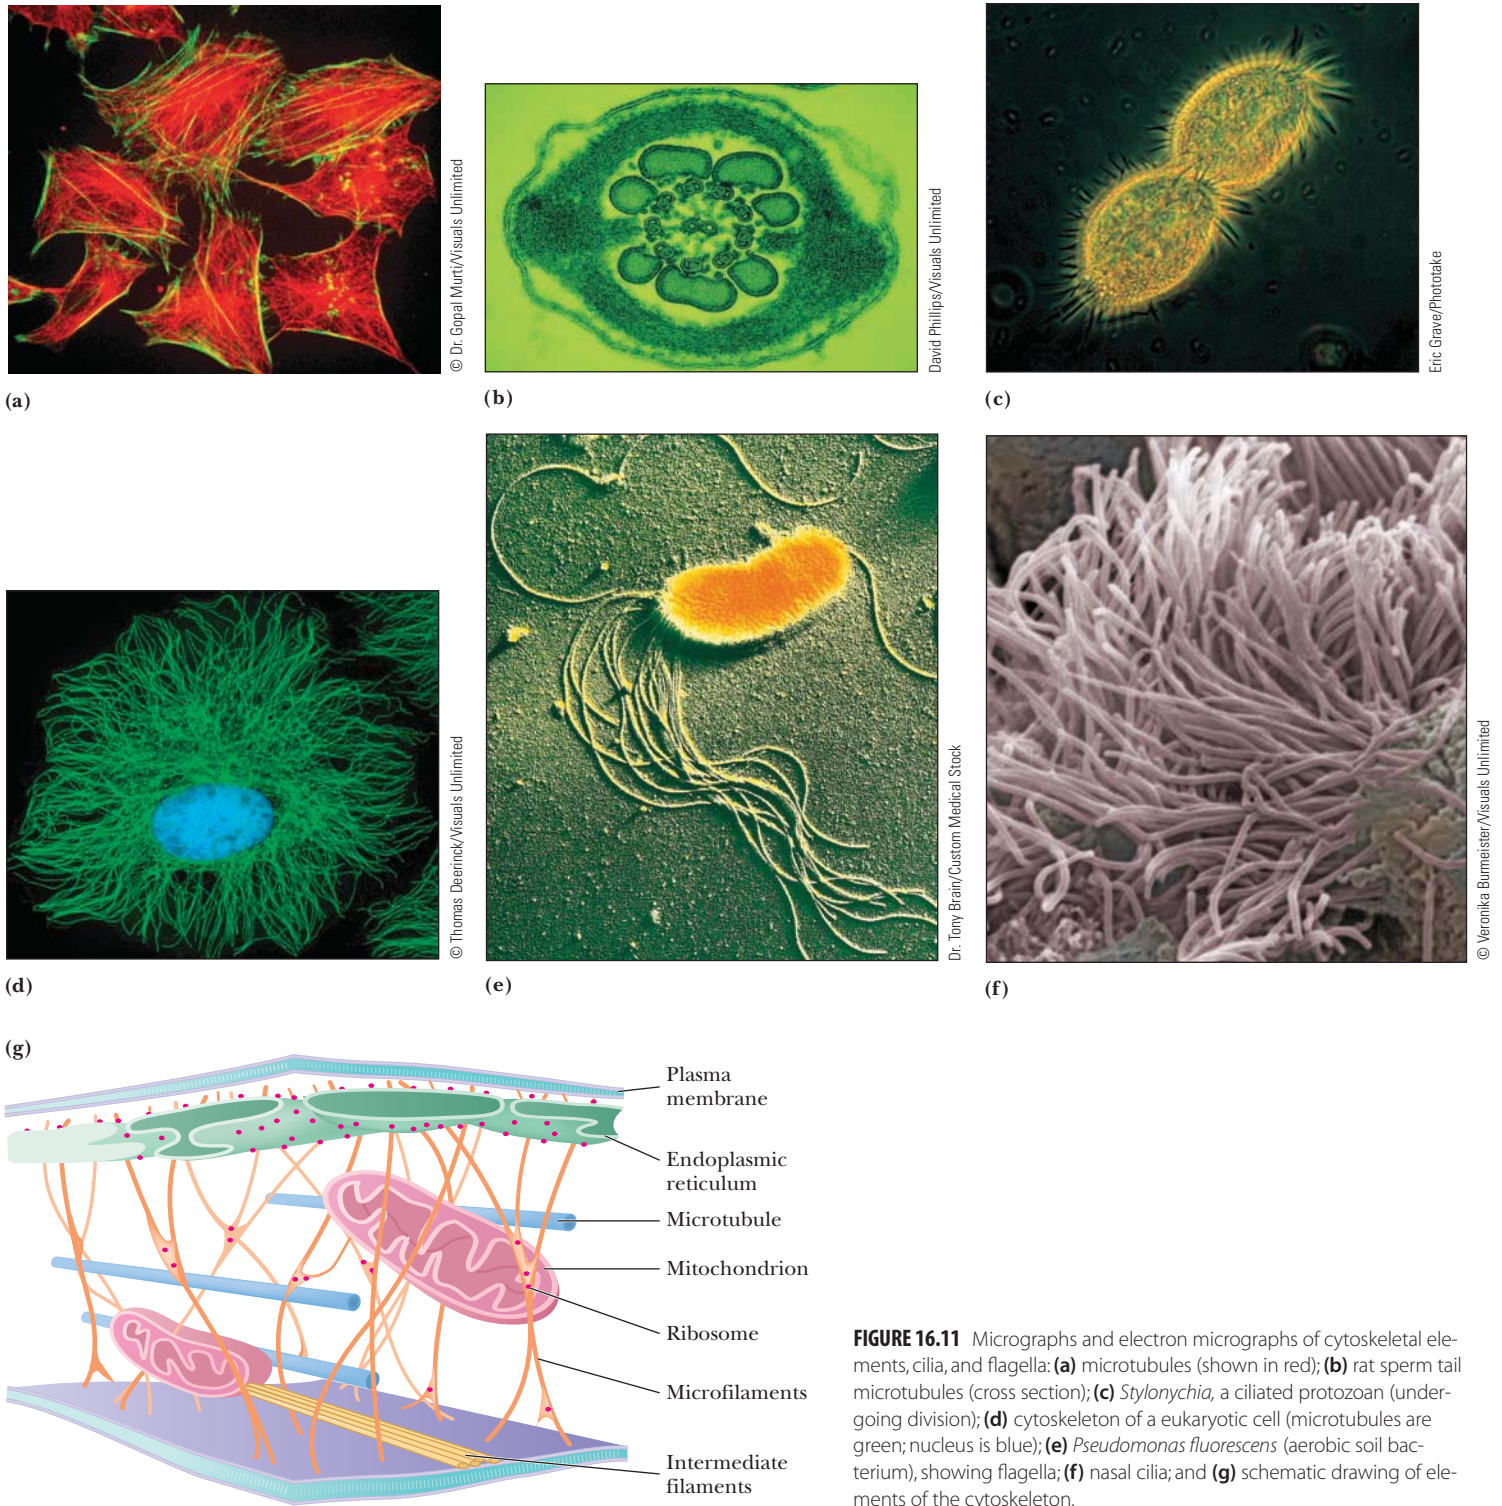 © Dr. Gopal Murti/Visuals Unlimited
(a)
David Phillips/Visuals Unlimited
(b)
Eric Grave/Phototake
(c)
© Thomas Deerinck/Visuals Unlimited
(d)
Dr. Tony Brain/Custom Medical Stock
(e)
© Veronika Burmeister/Visuals Unlimited
(f)
(g)
Plasma
membrane
Endoplasmic
reticulum
Microtubule
Mitochondrion
Ribosome
Microfilaments
Intermediate
filaments
FIGURE 16.11 Micrographs and electron micrographs of cytoskeletal ele-
ments, cilia, and flagella: (a) microtubules (shown in red); (b) rat sperm tail
microtubules (cross section); (c) Stylonychia, a ciliated protozoan (under-
going division); (d) cytoskeleton of a eukaryotic cell (microtubules are
green; nucleus is blue); (e) Pseudomonas fluorescens (aerobic soil bac-
terium), showing flagella; (f) nasal cilia; and (g) schematic drawing of ele-
ments of the cytoskeleton.